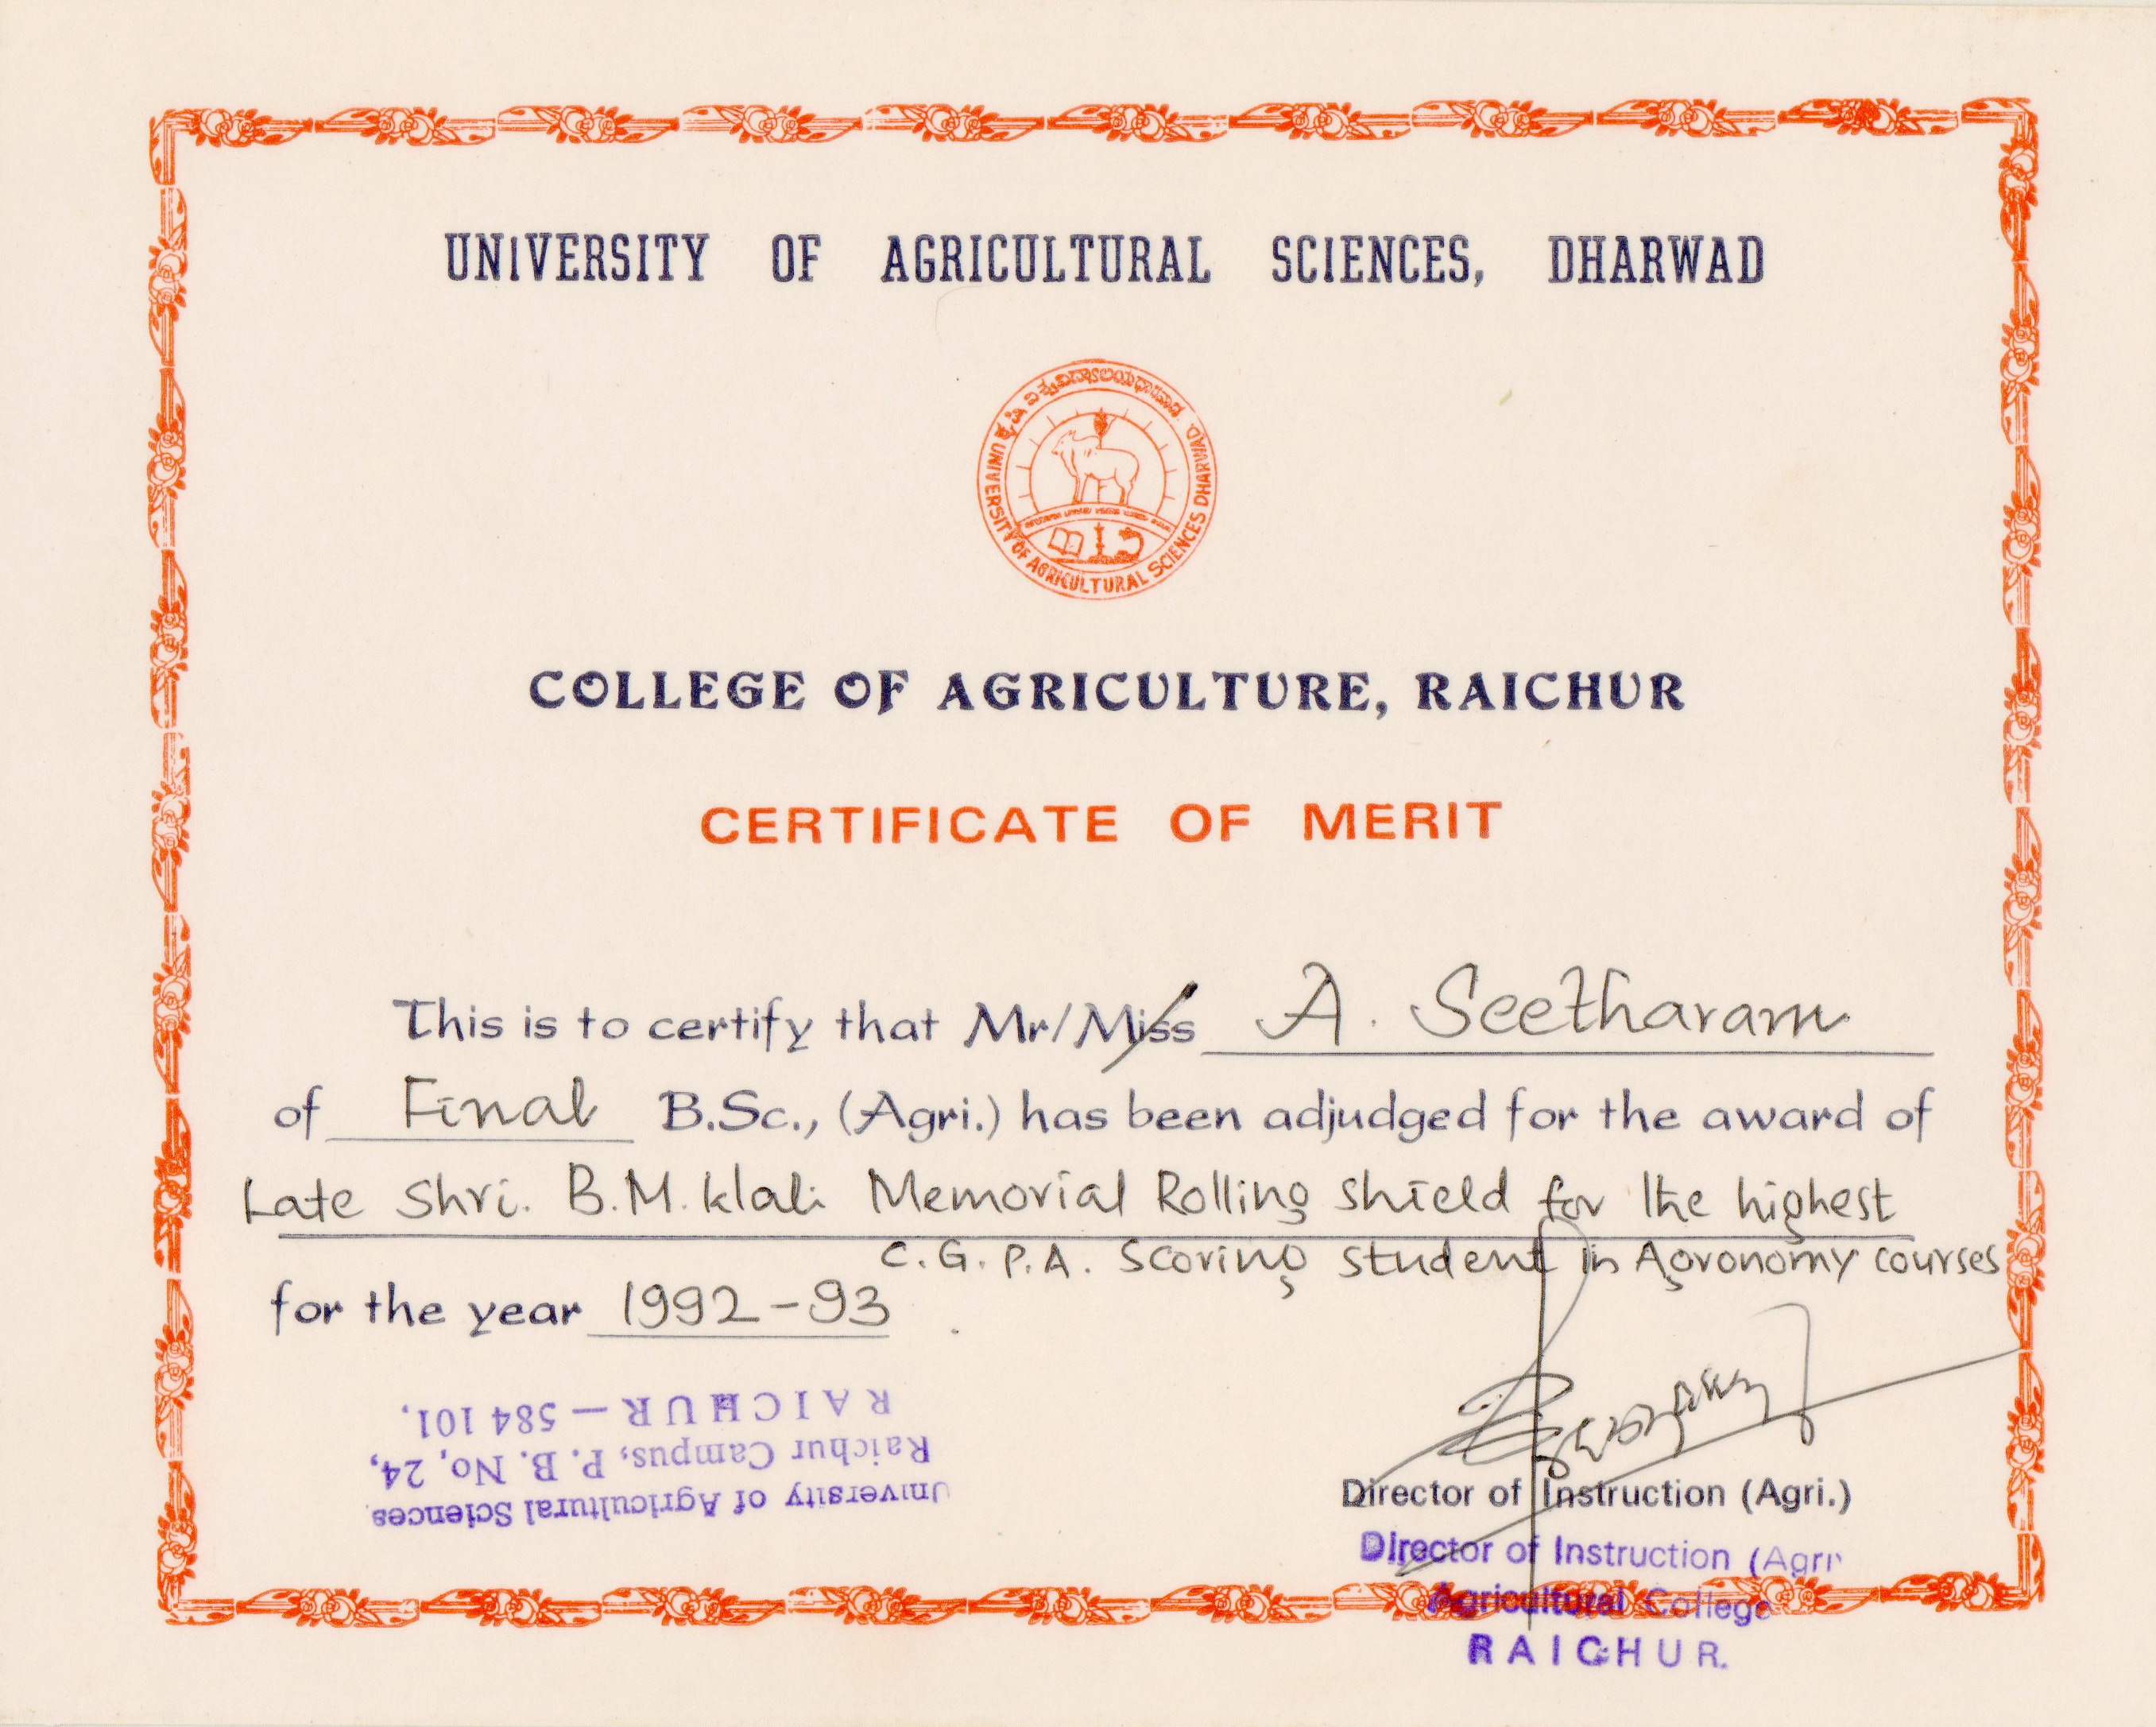 UNIVERSITY OF AGRICULTURAL SCIENCES, DHARWAD
ಕೃಷಿ ವಿಶ್ವವಿದ್ಯಾಲಯ ಧಾರವಾಡ
UNIVERSITY OF AGRICULTURAL SCIENCES DHARWAD.
COLLEGE OF AGRICULTURE, RAICHUR
CERTIFICATE OF MERIT
This is to certify that Mr/Miss A. Seetharam
of Final B.Sc., (Agri.) has been adjudged for the award of
Late Shri. B.M. Memorial Rolling shield for the highest
C.G.P.A. Scoring student in Agronomy courses
for the year 1992-93
University of Agricultural Sciences
Raichur Campus, P. B. No, 24,
RAICHUR — 584 101.
Director of Instruction (Agri.)
Director of Instruction (Agri
Agricultural College
RAICHUR.